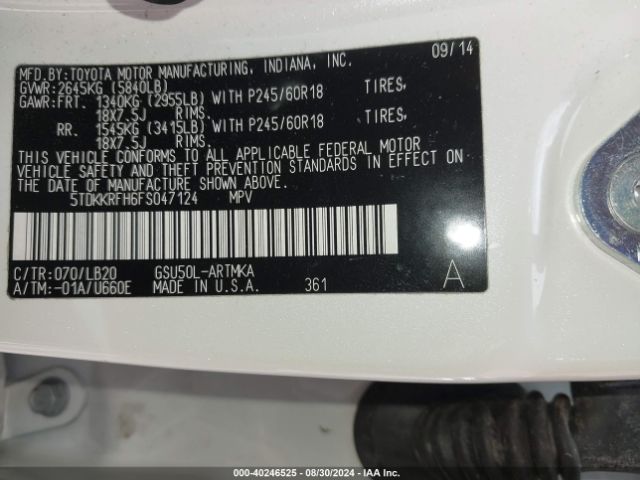 MFD.BY:TOYOTA MOTOR MANUFACTURING, INDIANA, INC. 09/14
GVWR:2645KG (5840LB)
GAWR:FRT. 1340KG (2955LB) WITH P245/60R18 TIRES,
18X7.5J RIMS.
RR. 1545KG (3415LB) WITH P245/60R18 TIRES,
18X7.5J RIMS.
THIS VEHICLE CONFORMS TO ALL APPLICABLE FEDERAL MOTOR
VEHICLE SAFETY AND THEFT PREVENTION STANDARDS IN EFFECT ON
THE DATE OF MANUFACTURE SHOWN ABOVE.
5TDKKRFH6FS047124 MPV
C/TR:070/LB20 GSU50L-ARTMKA
A/TM:-01A/U660E MADE IN U.S.A. 361 A
000-40246525 - 08/30/2024 - IAA Inc.